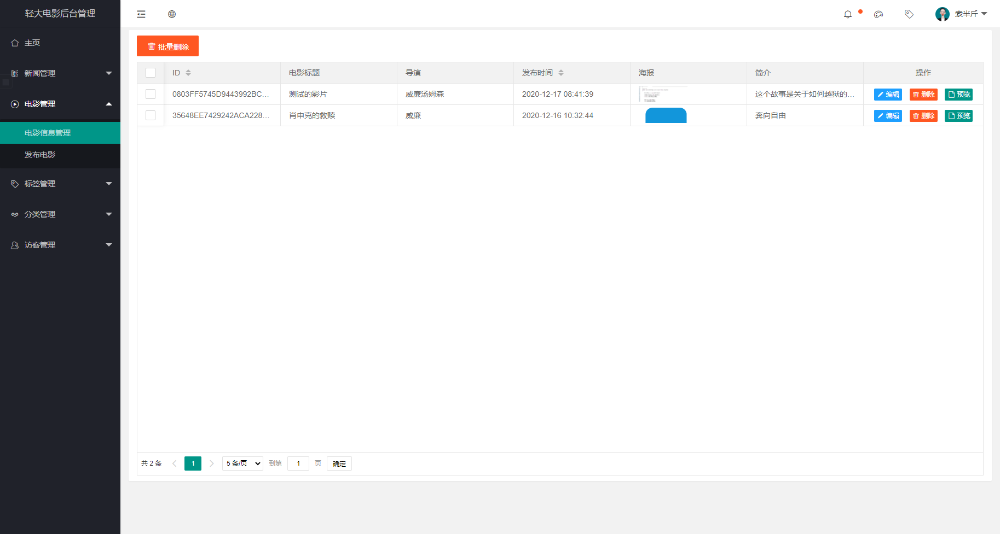 轻大电影后台管理
索半斤
主页
新闻管理
电影管理
电影信息管理
发布电影
标签管理
分类管理
访客管理
批量删除
ID 电影标题 导演 发布时间 海报 简介 操作
0803FF5745D9443992BC... 测试的影片 威廉汤姆森 2020-12-17 08:41:39 这个故事是关于如何越狱的... 编辑 删除 预览
35648EE7429242ACA228... 肖申克的救赎 威廉 2020-12-16 10:32:44 奔向自由 编辑 删除 预览
共 2 条 1 5 条/页 到第 1 页 确定